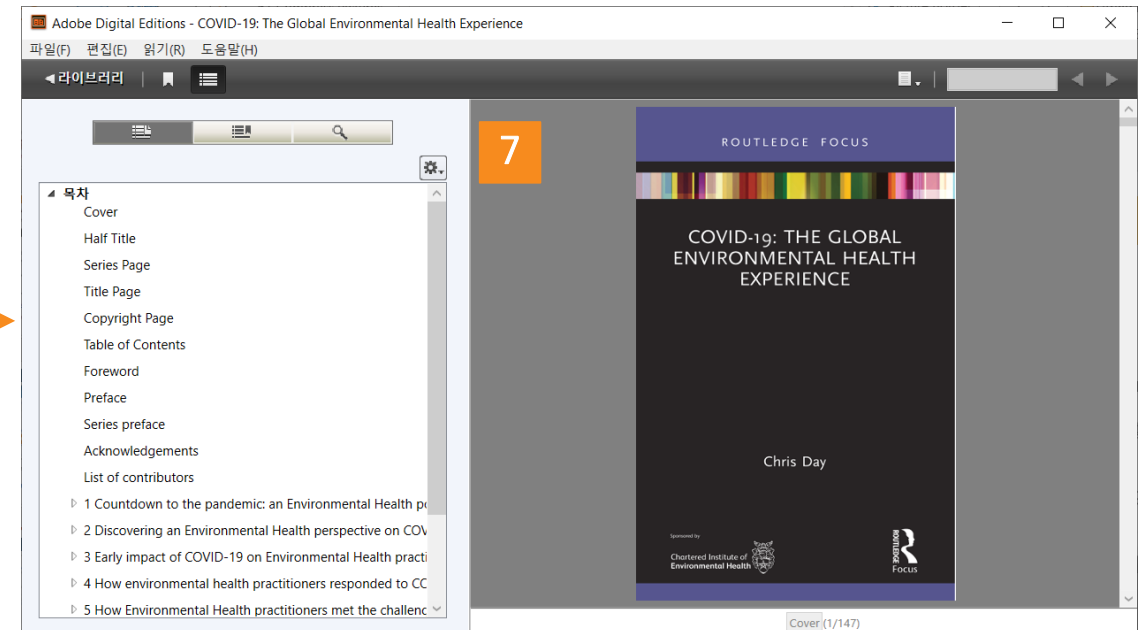 Adobe Digital Editions - COVID-19: The Global Environmental Health Experience
파일(F) 편집(E) 읽기(R) 도움말(H)
라이브러리
목차
Cover
Half Title
Series Page
Title Page
Copyright Page
Table of Contents
Foreword
Preface
Series preface
Acknowledgements
List of contributors
1 Countdown to the pandemic: an Environmental Health p
2 Discovering an Environmental Health perspective on COV
3 Early impact of COVID-19 on Environmental Health practi
4 How environmental health practitioners responded to CC
5 How Environmental Health practitioners met the challenc
7
ROUTLEDGE FOCUS
COVID-19: THE GLOBAL
ENVIRONMENTAL HEALTH
EXPERIENCE
Chris Day
Sponsored by
Chartered Institute of
Environmental Health
ROUTLEDGE
Focus
Cover (1/147)